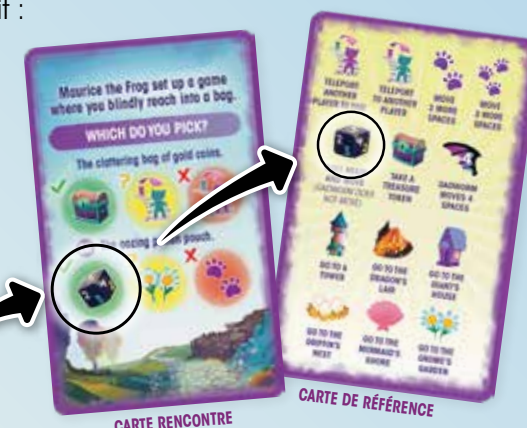 it :
Maurice the Frog set up a game
where you blindly reach into a bag.
WHICH DO YOU PICK?
The clattering bag of gold coins.
pouch.
CARTE RENCONTRE
TELEPORT
ANOTHER
PLAYER TO YOU
TELEPORT
TO ANOTHER
PLAYER
MOVE
2 MORE
SPACES
MOVE
3 MORE
SPACES
TAKE A
TREASURE
TOKEN
MOVES 4
SPACES
GO TO A
TOWER
GO TO THE
DRAGON'S
LAIR
GO TO THE
GIANT'S
HOUSE
GO TO THE
GRIFFIN'S
NEST
GO TO THE
MERMAID'S
SHORE
GO TO THE
GNOME'S
GARDEN
CARTE DE RÉFÉRENCE